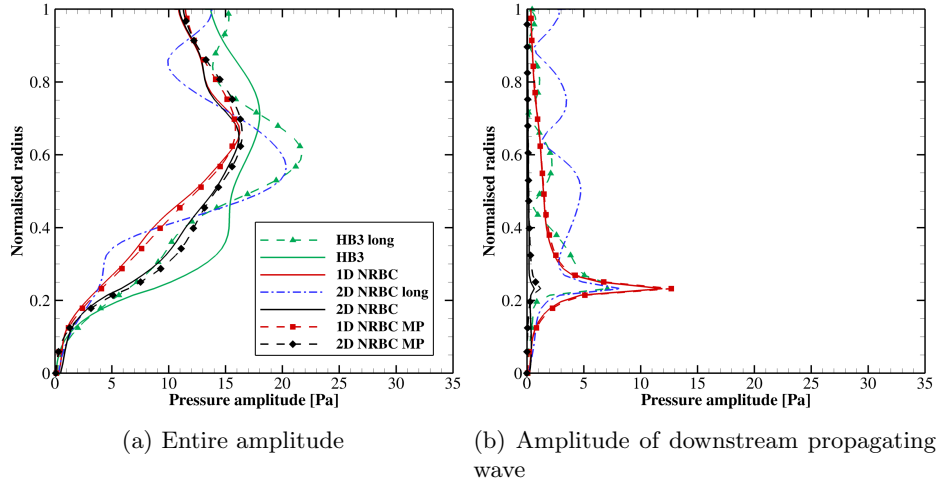 1
0.8
0.6
0.4
0.2
0
Normalised radius
0 5 10 15 20 25 30 35
Pressure amplitude [Pa]
HB3 long
HB3
1D NRBC
2D NRBC long
2D NRBC
1D NRBC MP
2D NRBC MP
(a) Entire amplitude
1
0.8
0.6
0.4
0.2
0
Normalised radius
0 5 10 15 20 25 30 35
Pressure amplitude [Pa]
(b) Amplitude of downstream propagating
wave